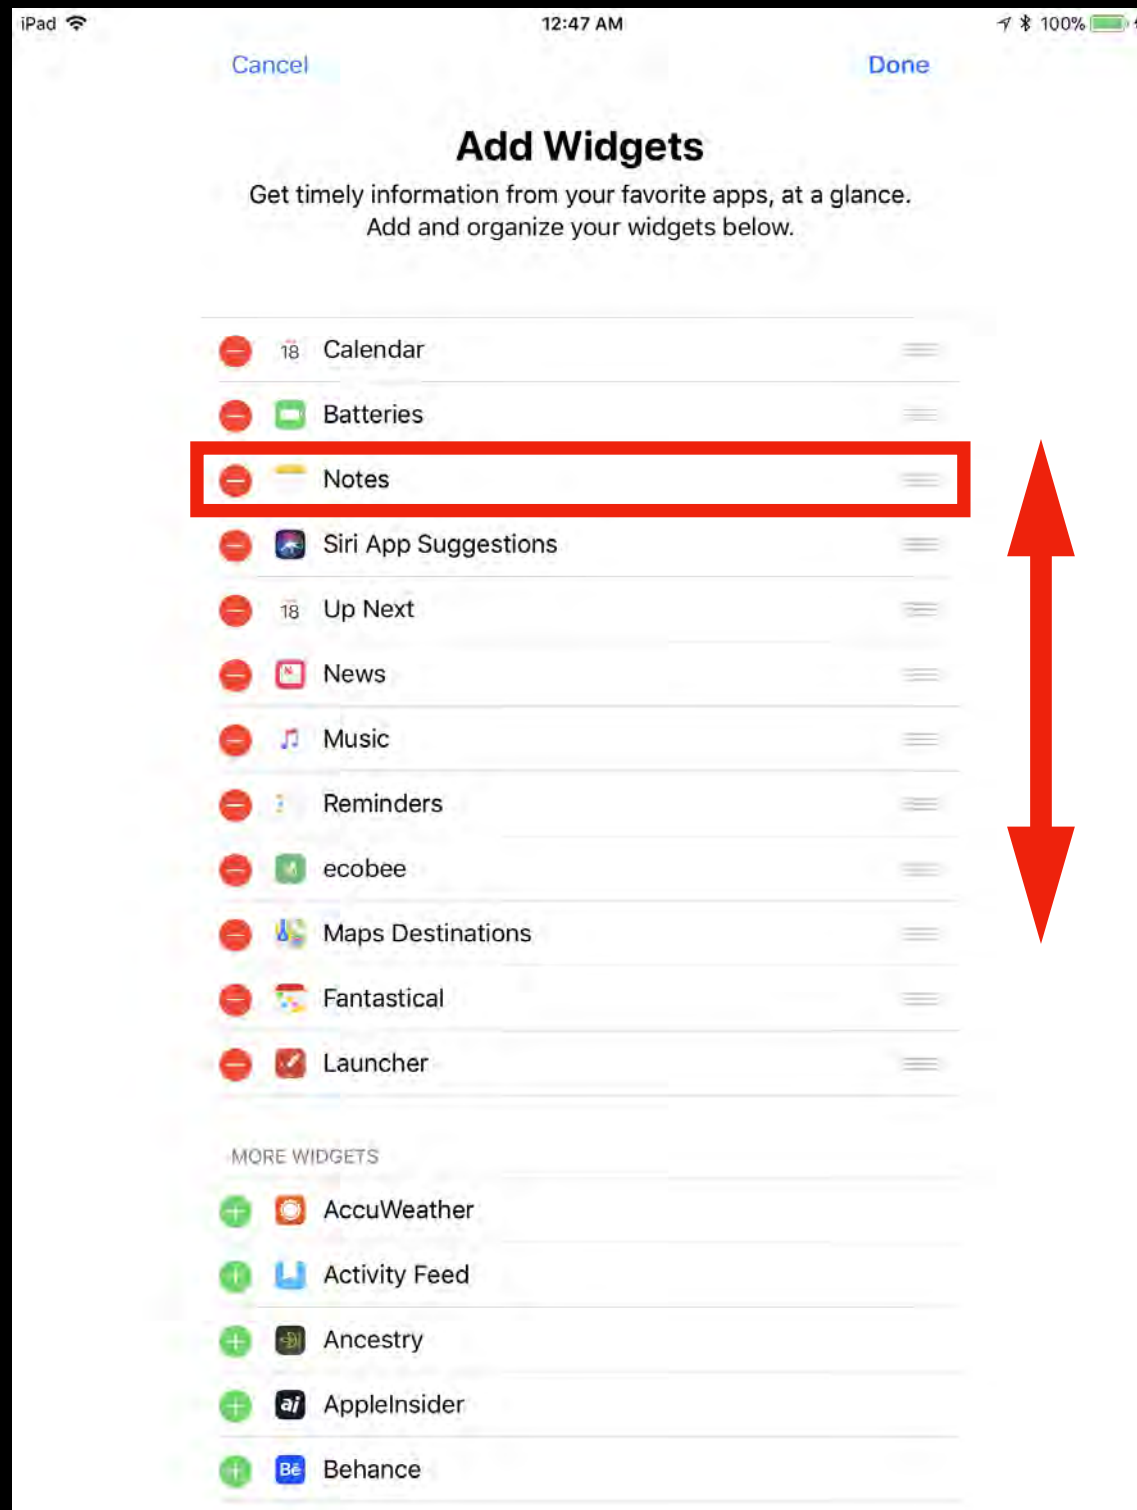 iPad 12:47 AM 100%
Cancel Done
Add Widgets
Get timely information from your favorite apps, at a glance.
Add and organize your widgets below.
18 Calendar
Batteries
Notes
Siri App Suggestions
18 Up Next
News
Music
Reminders
ecobee
Maps Destinations
Fantastical
Launcher
MORE WIDGETS
AccuWeather
Activity Feed
Ancestry
ai AppleInsider
Bē Behance